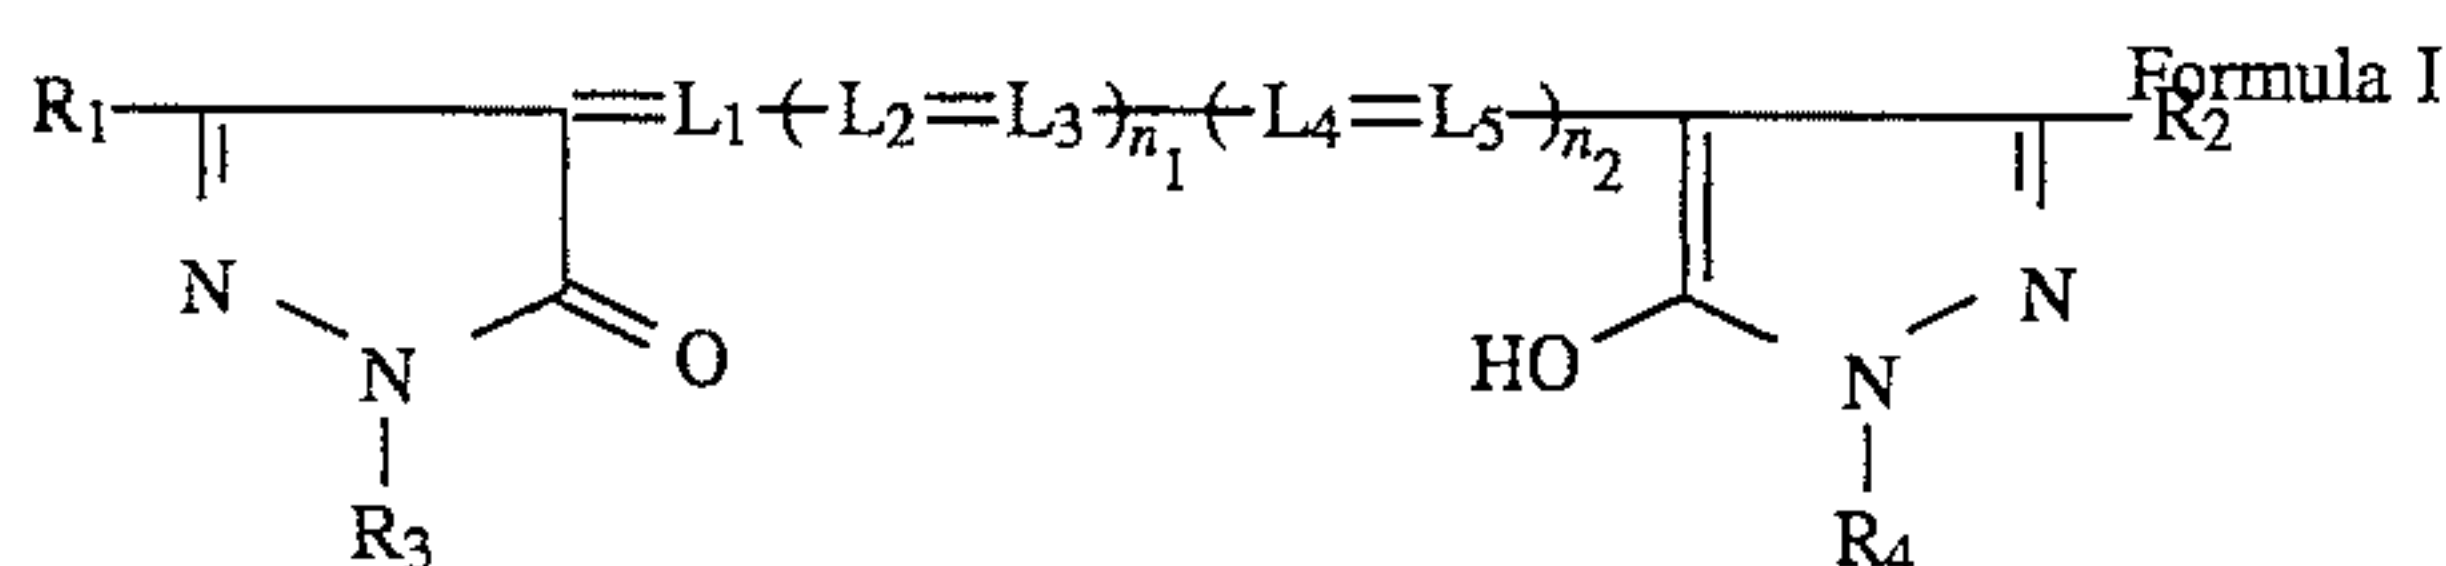 Formula I
R1 =L1-(L2=L3)n1-(L4=L5)n2 R2
N N
N O HO N
R3 R4